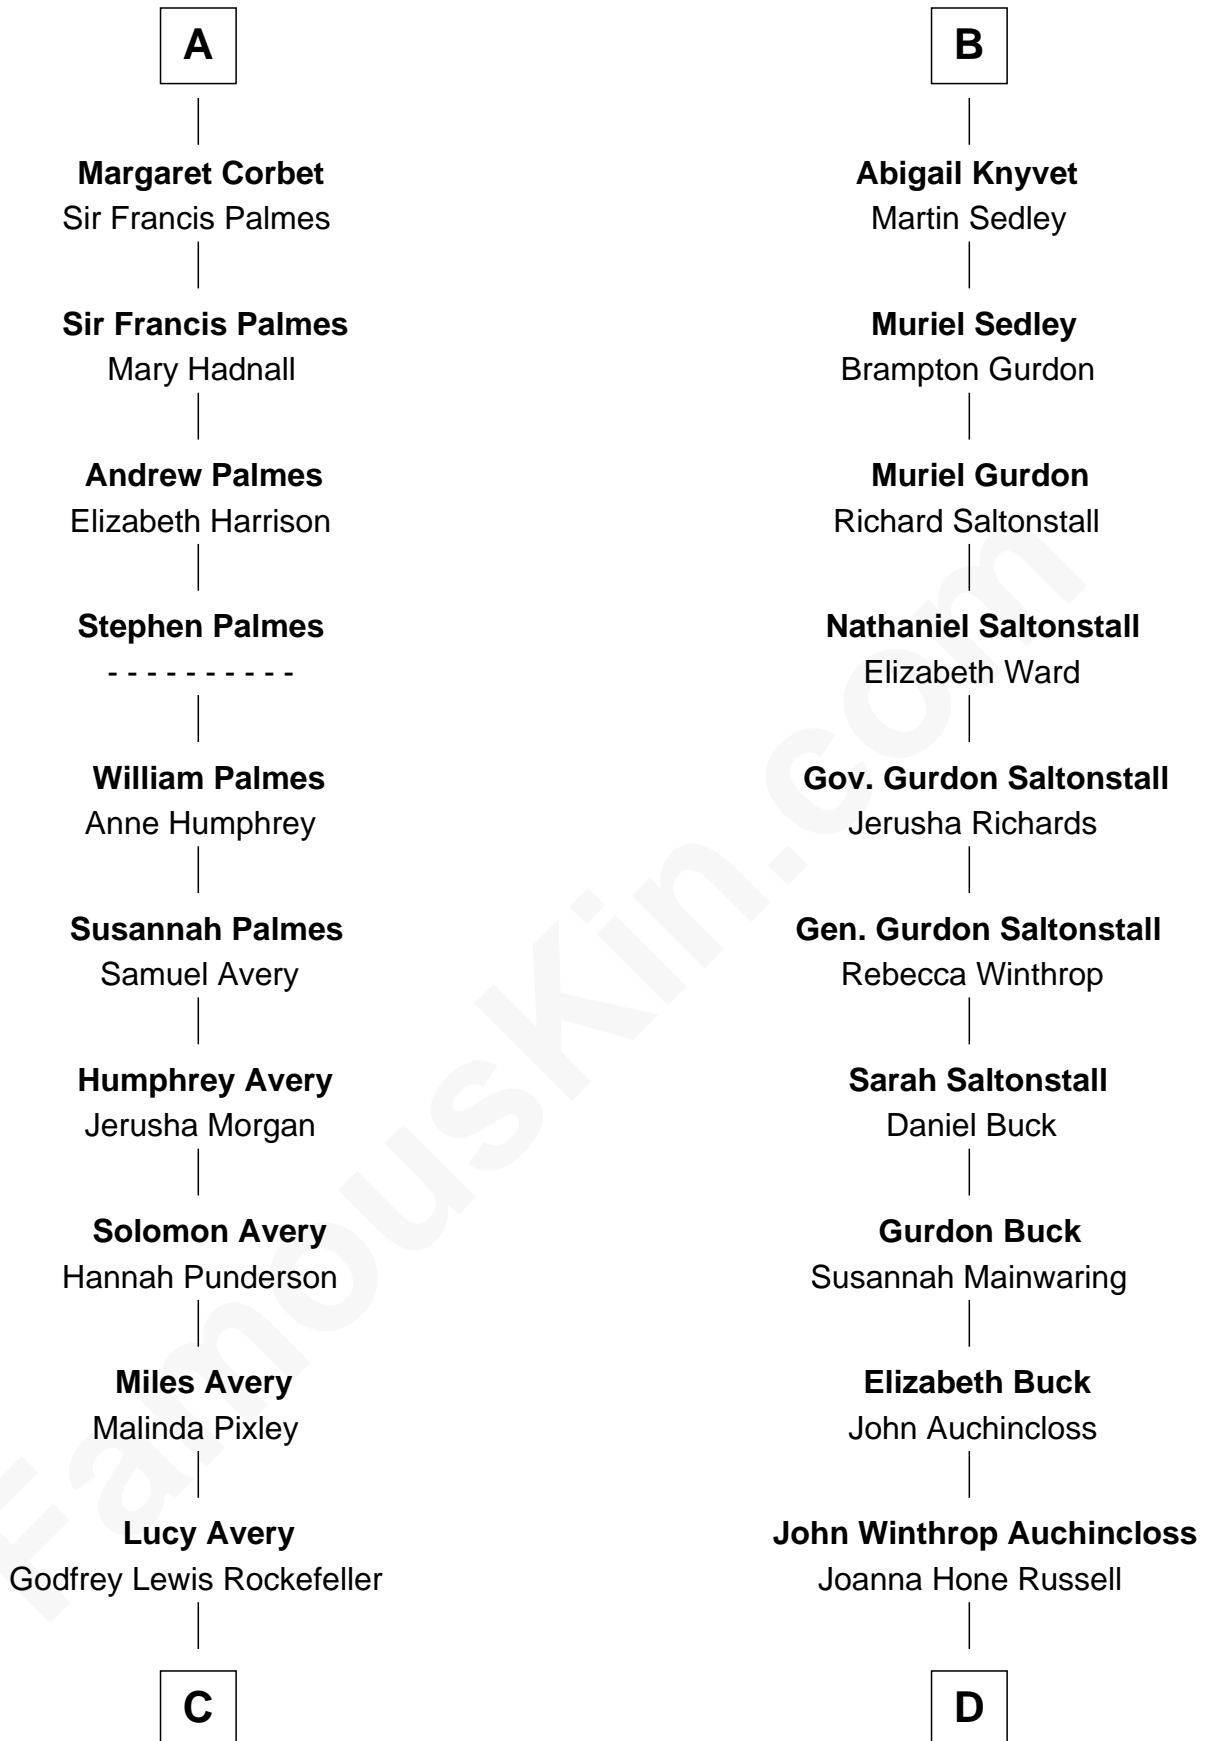 A
Margaret Corbet
Sir Francis Palmes
Sir Francis Palmes
Mary Hadnall
Andrew Palmes
Elizabeth Harrison
Stephen Palmes
- - - - - - - - - -
William Palmes
Anne Humphrey
Susannah Palmes
Samuel Avery
Humphrey Avery
Jerusha Morgan
Solomon Avery
Hannah Punderson
Miles Avery
Malinda Pixley
Lucy Avery
Godfrey Lewis Rockefeller
C
B
Abigail Knyvet
Martin Sedley
Muriel Sedley
Brampton Gurdon
Muriel Gurdon
Richard Saltonstall
Nathaniel Saltonstall
Elizabeth Ward
Gov. Gurdon Saltonstall
Jerusha Richards
Gen. Gurdon Saltonstall
Rebecca Winthrop
Sarah Saltonstall
Daniel Buck
Gurdon Buck
Susannah Mainwaring
Elizabeth Buck
John Auchincloss
John Winthrop Auchincloss
Joanna Hone Russell
D
FamousKin.com